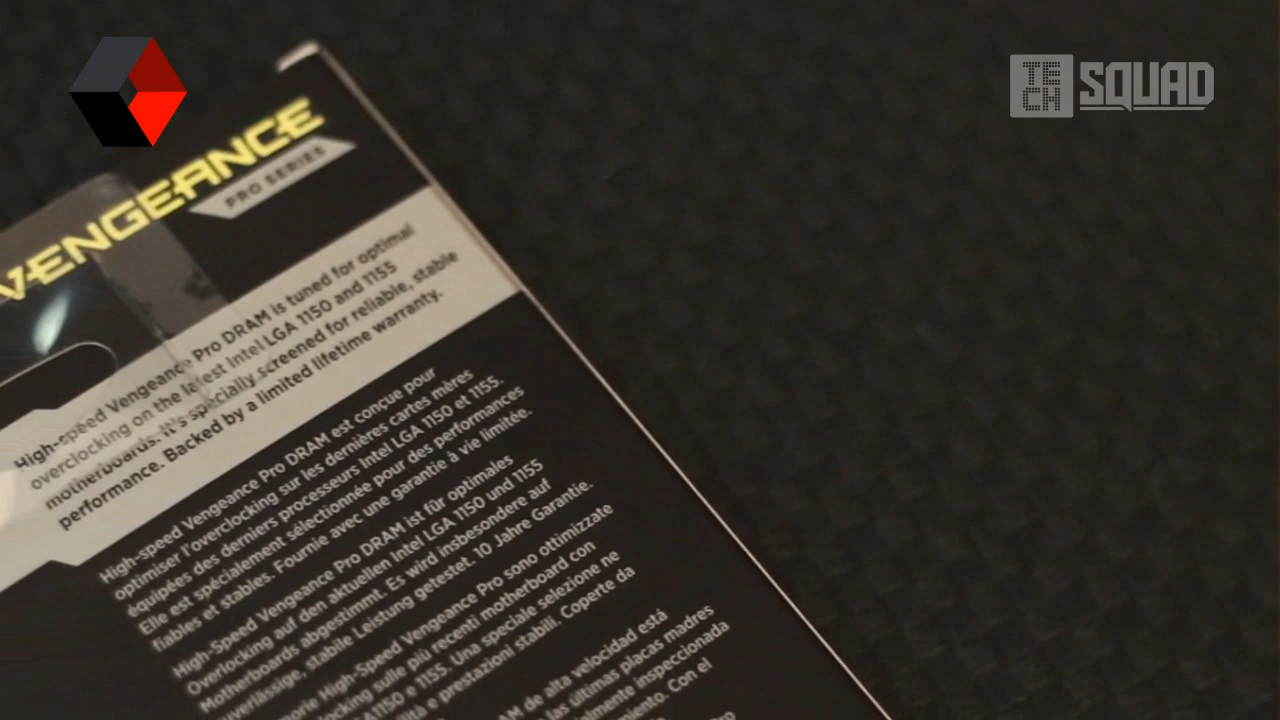 TECH SQUAD
VENGEANCE
PRO SERIES
High-speed Vengeance Pro DRAM is tuned for optimal
overclocking on the latest Intel LGA 1150 and 1155
motherboards. It's specially screened for reliable, stable
performance. Backed by a limited lifetime warranty.
High-speed Vengeance Pro DRAM est conçue pour
optimiser l'overclocking sur les dernières cartes mères
équipées des derniers processeurs Intel LGA 1150 et 1155.
Elle est spécialement sélectionnée pour des performances
fiables et stables. Fournie avec une garantie à vie limitée.
High-Speed Vengeance Pro DRAM ist für optimales
Overclocking auf den aktuellen Intel LGA 1150 und 1155
Motherboards abgestimmt. Es wird insbesondere auf
stabile Leistung getestet. 10 Jahre Garantie.
High-Speed Vengeance Pro sono ottimizzate
sulle più recenti motherboard con
1150 e 1155. Una speciale selezione ne
e prestazioni stabili. Coperte da
de alta velocidad está
las últimas placas madres
inspeccionada
Con el